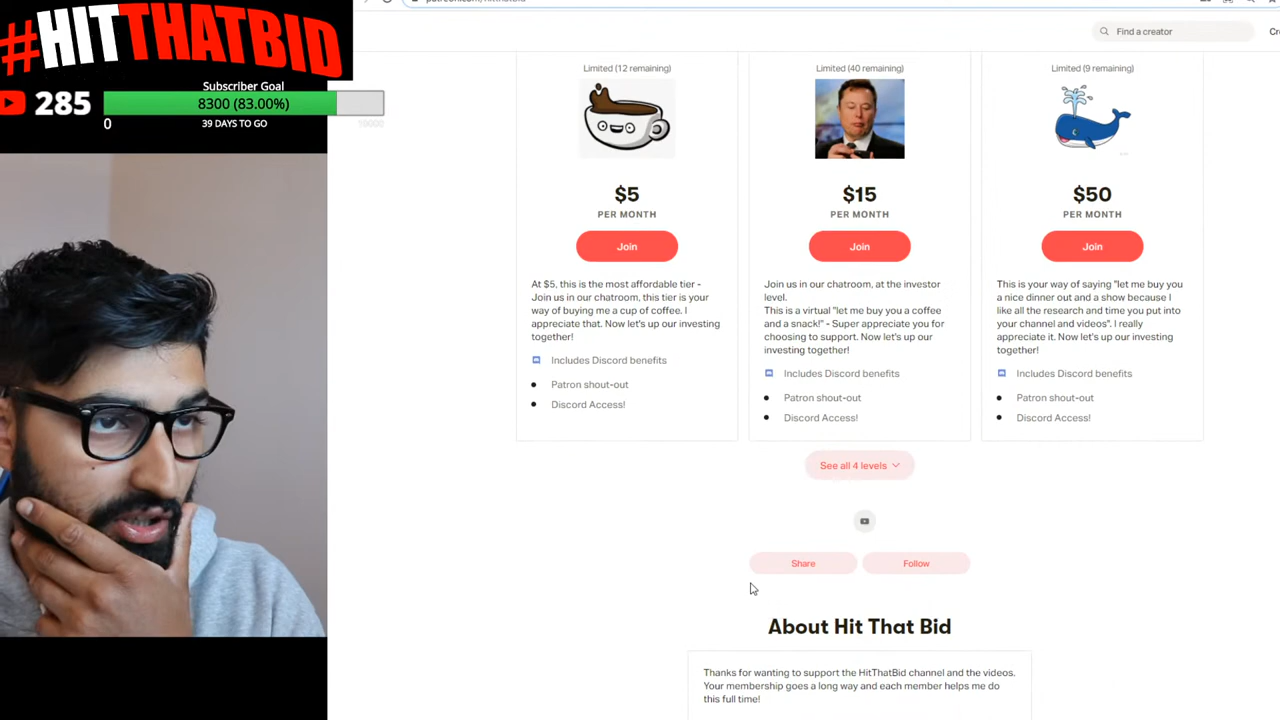 #HITTHATBID
Subscriber Goal
285
8300 (83.00%)
0
39 DAYS TO GO
10000
Find a creator
Limited (12 remaining)
$5
PER MONTH
Join
At $5, this is the most affordable tier -
Join us in our chatroom, this tier is your
way of buying me a cup of coffee. I
appreciate that. Now let's up our investing
together!
Includes Discord benefits
Patron shout-out
Discord Access!
Limited (40 remaining)
$15
PER MONTH
Join
Join us in our chatroom, at the investor
level.
This is a virtual "let me buy you a coffee
and a snack!" - Super appreciate you for
choosing to support. Now let's up our
investing together!
Includes Discord benefits
Patron shout-out
Discord Access!
Limited (9 remaining)
$50
PER MONTH
Join
This is your way of saying "let me buy you
a nice dinner out and a show because I
like all the research and time you put into
your channel and videos". I really
appreciate it. Now let's up our investing
together!
Includes Discord benefits
Patron shout-out
Discord Access!
See all 4 levels
Share
Follow
About Hit That Bid
Thanks for wanting to support the HitThatBid channel and the videos.
Your membership goes a long way and each member helps me do
this full time!